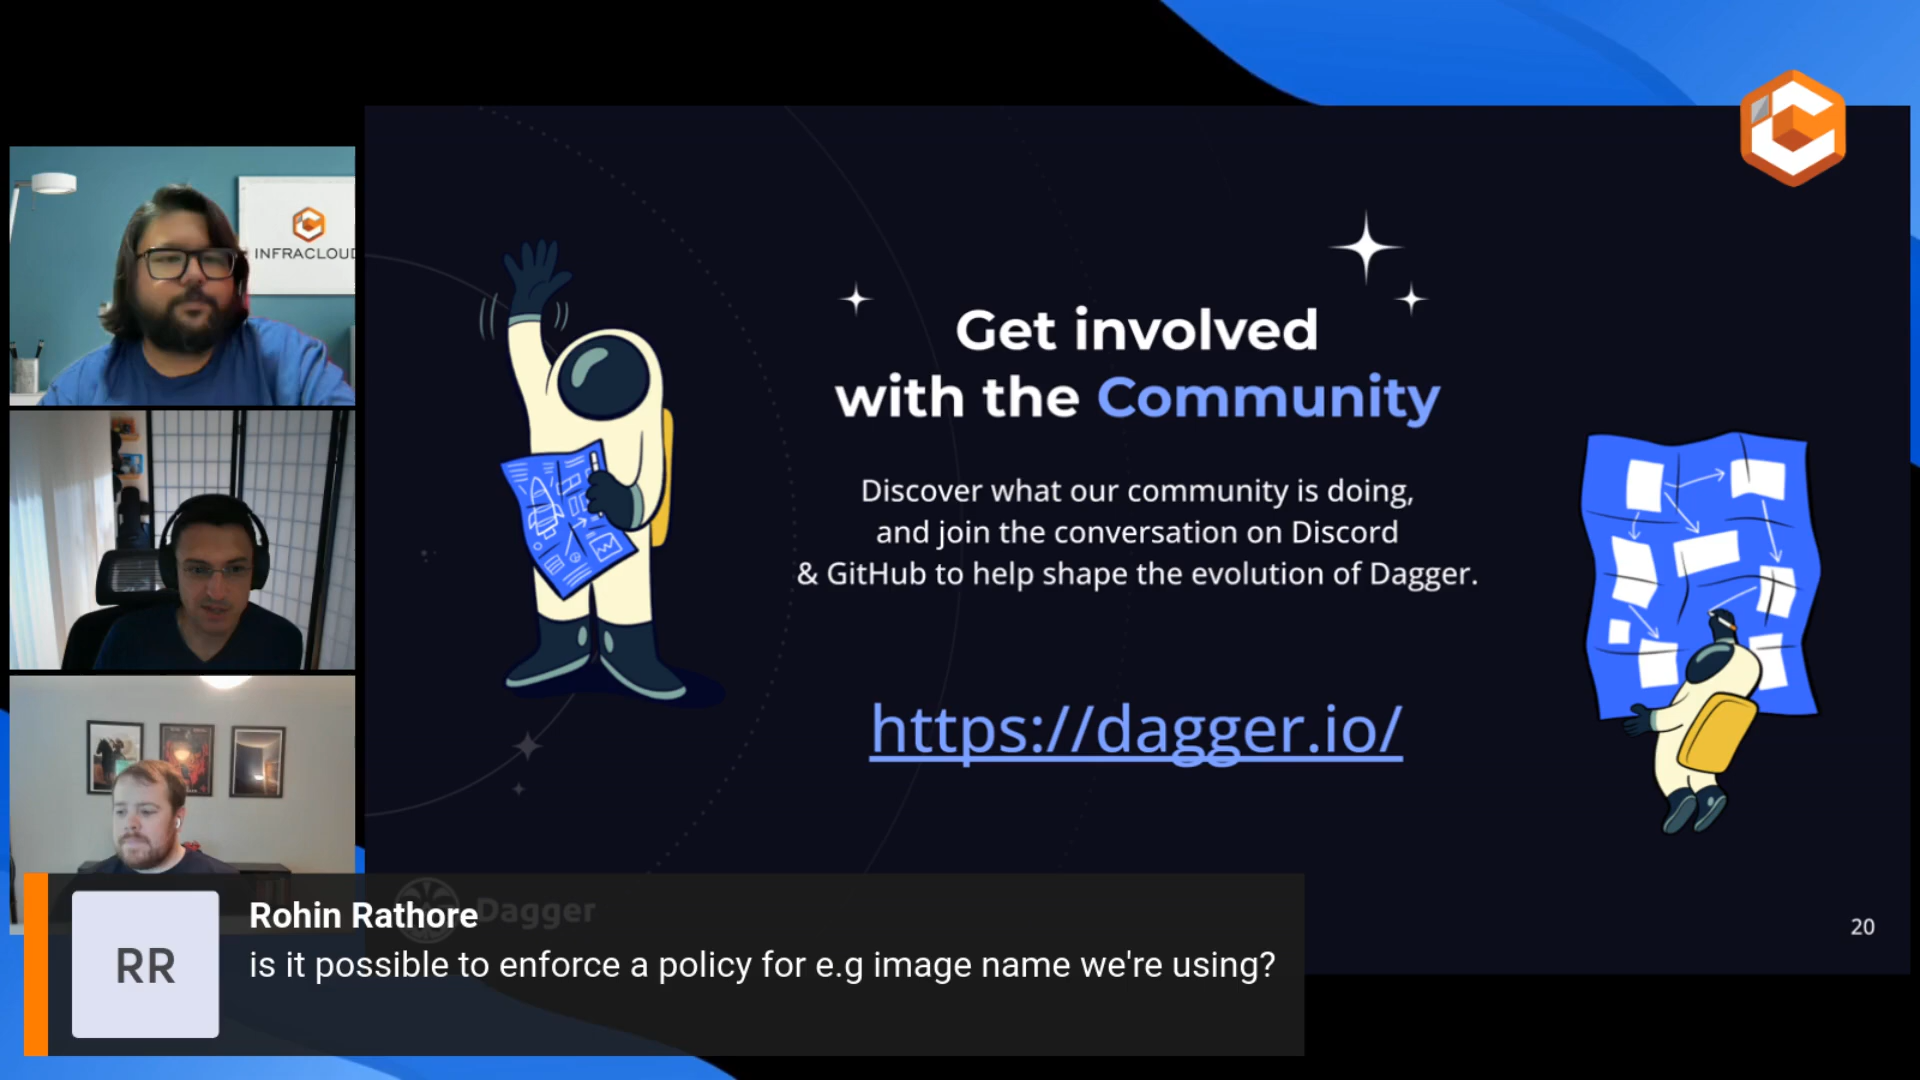 INFRACLOUD
Get involved
with the Community
Discover what our community is doing,
and join the conversation on Discord
& GitHub to help shape the evolution of Dagger.
https://dagger.io/
Dagger
20
RR
Rohin Rathore
is it possible to enforce a policy for e.g image name we're using?